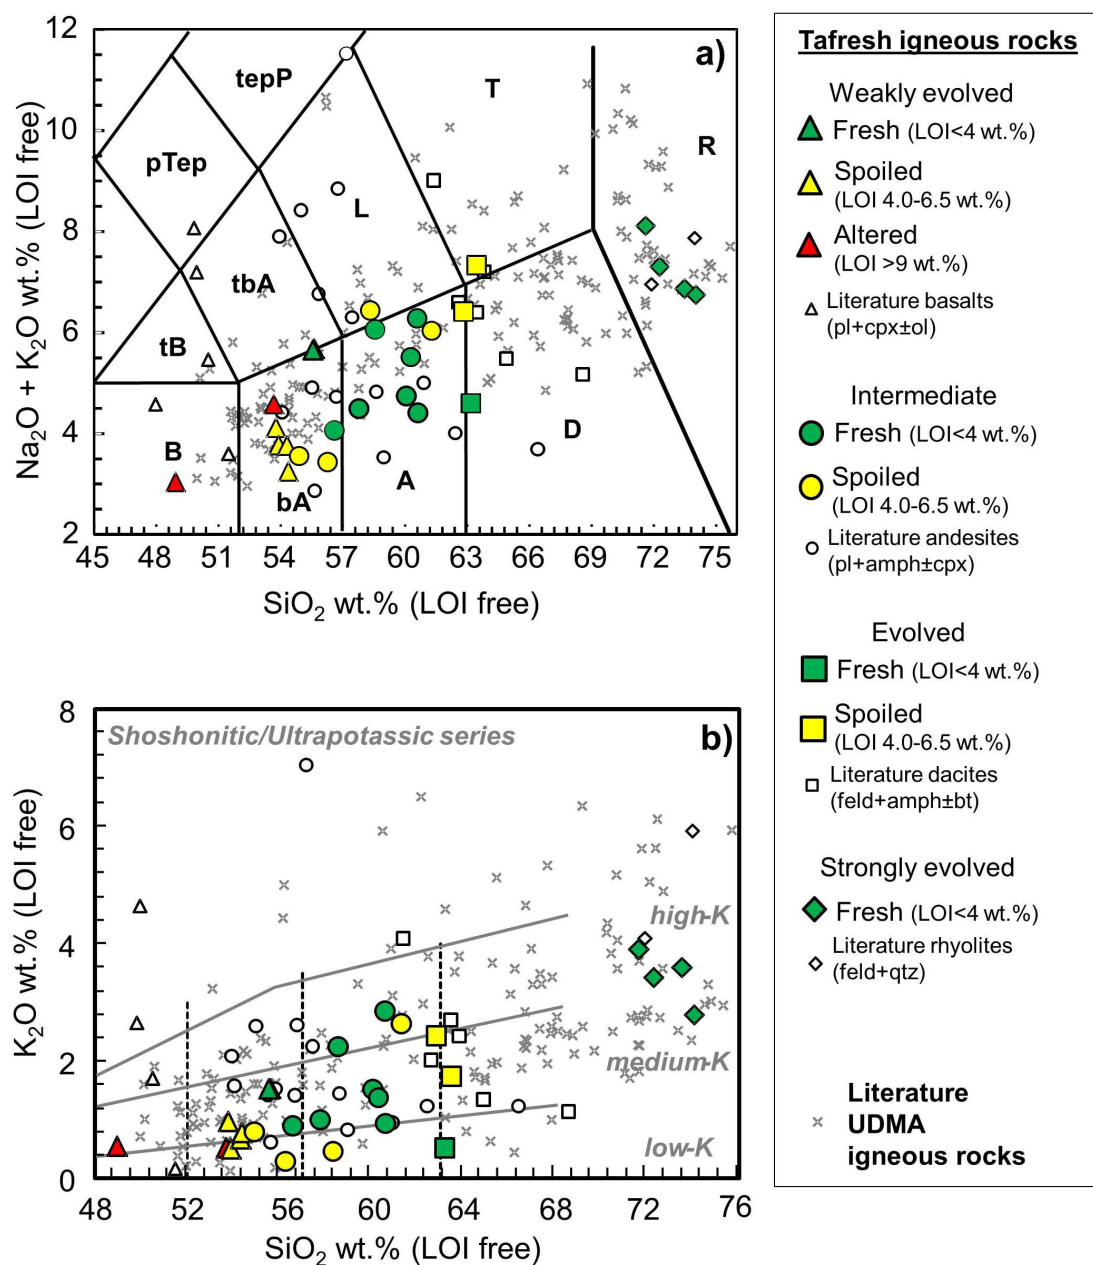 12
10
8
6
4
2
Na₂O + K₂O wt.% (LOI free)
a)
tepP
T
R
pTep
L
tbA
tB
B
bA
A
D
45 48 51 54 57 60 63 66 69 72 75
SiO₂ wt.% (LOI free)
8
6
4
2
0
K₂O wt.% (LOI free)
Shoshonitic/Ultrapotassic series
b)
high-K
medium-K
low-K
48 52 56 60 64 68 72 76
SiO₂ wt.% (LOI free)
Tafresh igneous rocks
Weakly evolved
Fresh (LOI<4 wt.%)
Spoiled
(LOI 4.0-6.5 wt.%)
Altered
(LOI >9 wt.%)
Literature basalts
(pl+cpx±ol)
Intermediate
Fresh (LOI<4 wt.%)
Spoiled
(LOI 4.0-6.5 wt.%)
Literature andesites
(pl+amph±cpx)
Evolved
Fresh (LOI<4 wt.%)
Spoiled
(LOI 4.0-6.5 wt.%)
Literature dacites
(feld+amph±bt)
Strongly evolved
Fresh (LOI<4 wt.%)
Literature rhyolites
(feld+qtz)
Literature
UDMA
igneous rocks